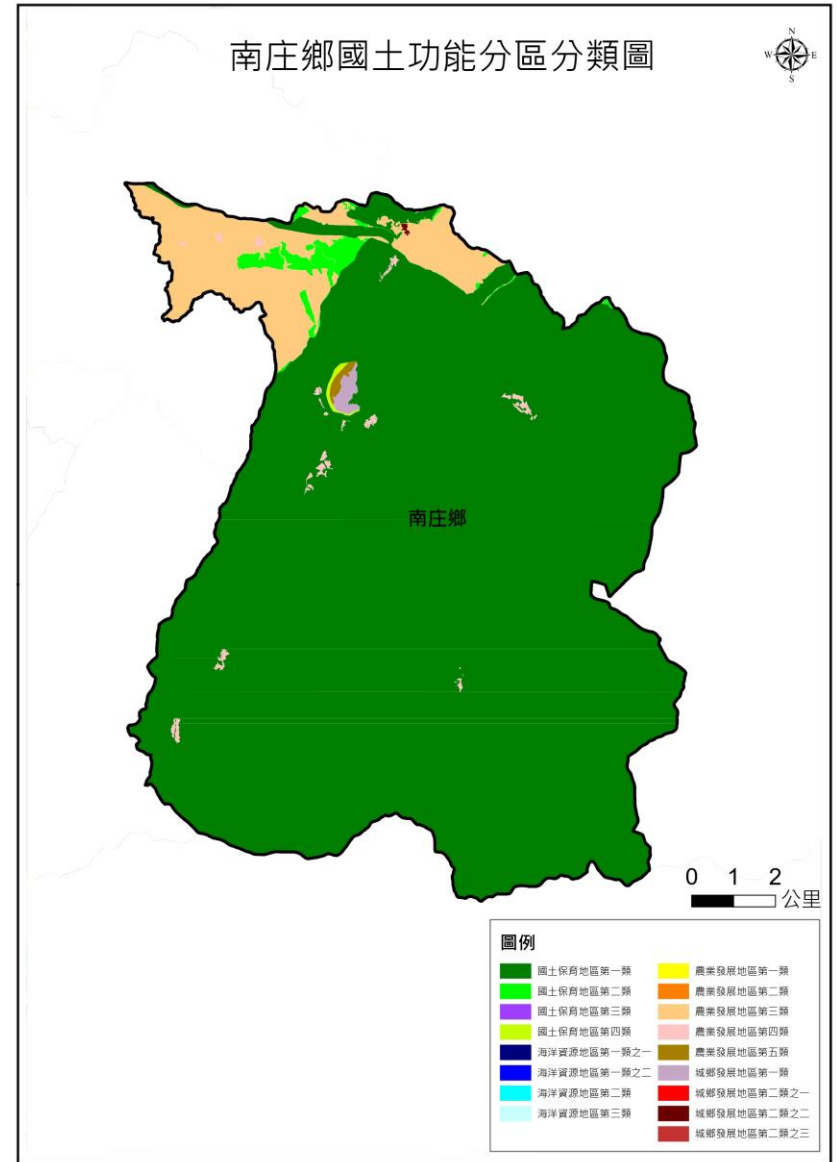 南庄鄉國土功能分區分類圖
N
W E
S
南庄鄉
0 1 2
公里
圖例
國土保育地區第一類
國土保育地區第二類
國土保育地區第三類
國土保育地區第四類
海洋資源地區第一類之一
海洋資源地區第一類之二
海洋資源地區第二類
海洋資源地區第三類
農業發展地區第一類
農業發展地區第二類
農業發展地區第三類
農業發展地區第四類
農業發展地區第五類
城鄉發展地區第一類
城鄉發展地區第二類之一
城鄉發展地區第二類之二
城鄉發展地區第二類之三